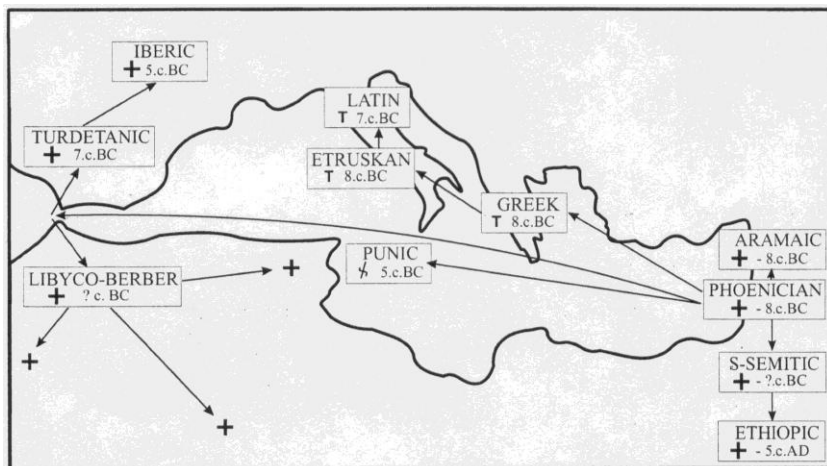 IBERIC
+ 5.c.BC
LATIN
T 7.c.BC
TURDETANIC
+ 7.c.BC
ETRUSKAN
T 8.c.BC
GREEK
T 8.c.BC
ARAMAIC
+ - 8.c.BC
PUNIC
5.c.BC
LIBYCO-BERBER
+ ? c. BC
+
PHOENICIAN
+ - 8.c.BC
+
S-SEMITIC
+ - ?.c.BC
+
ETHIOPIC
+ - 5.c.AD